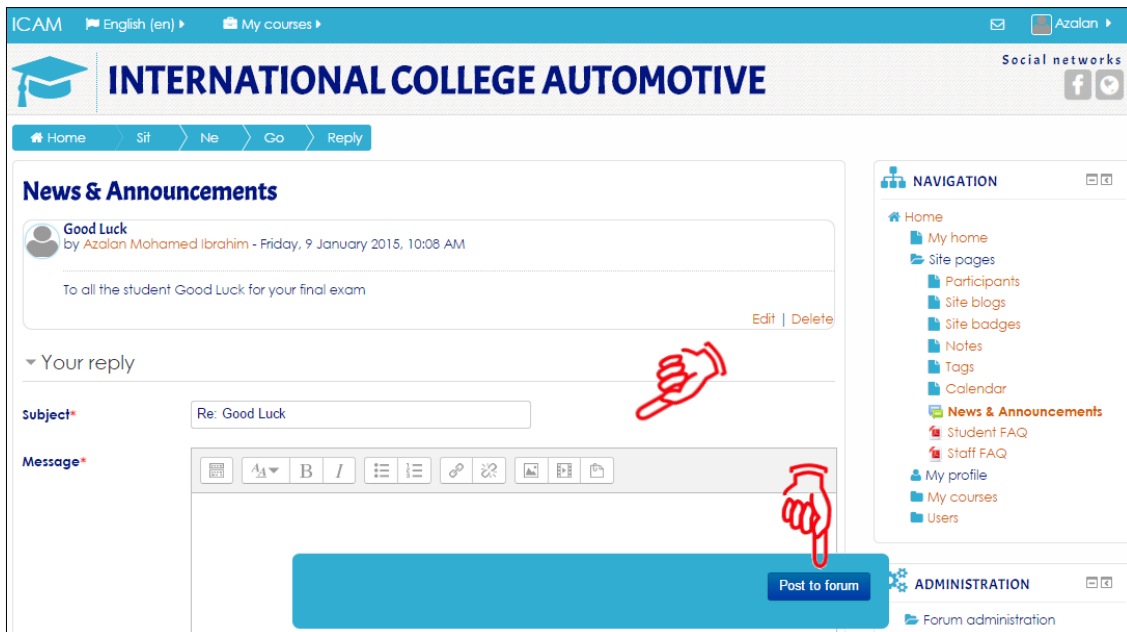 ICAM English (en) My courses Azalan
INTERNATIONAL COLLEGE AUTOMOTIVE
Social networks
Home Sit Ne Go Reply
News & Announcements
Good Luck
by Azalan Mohamed Ibrahim - Friday, 9 January 2015, 10:08 AM
To all the student Good Luck for your final exam
Edit | Delete
Your reply
Subject*
Re: Good Luck
Message*
B I
Post to forum
NAVIGATION
Home
My home
Site pages
Participants
Site blogs
Site badges
Notes
Tags
Calendar
News & Announcements
Student FAQ
Staff FAQ
My profile
My courses
Users
ADMINISTRATION
Forum administration